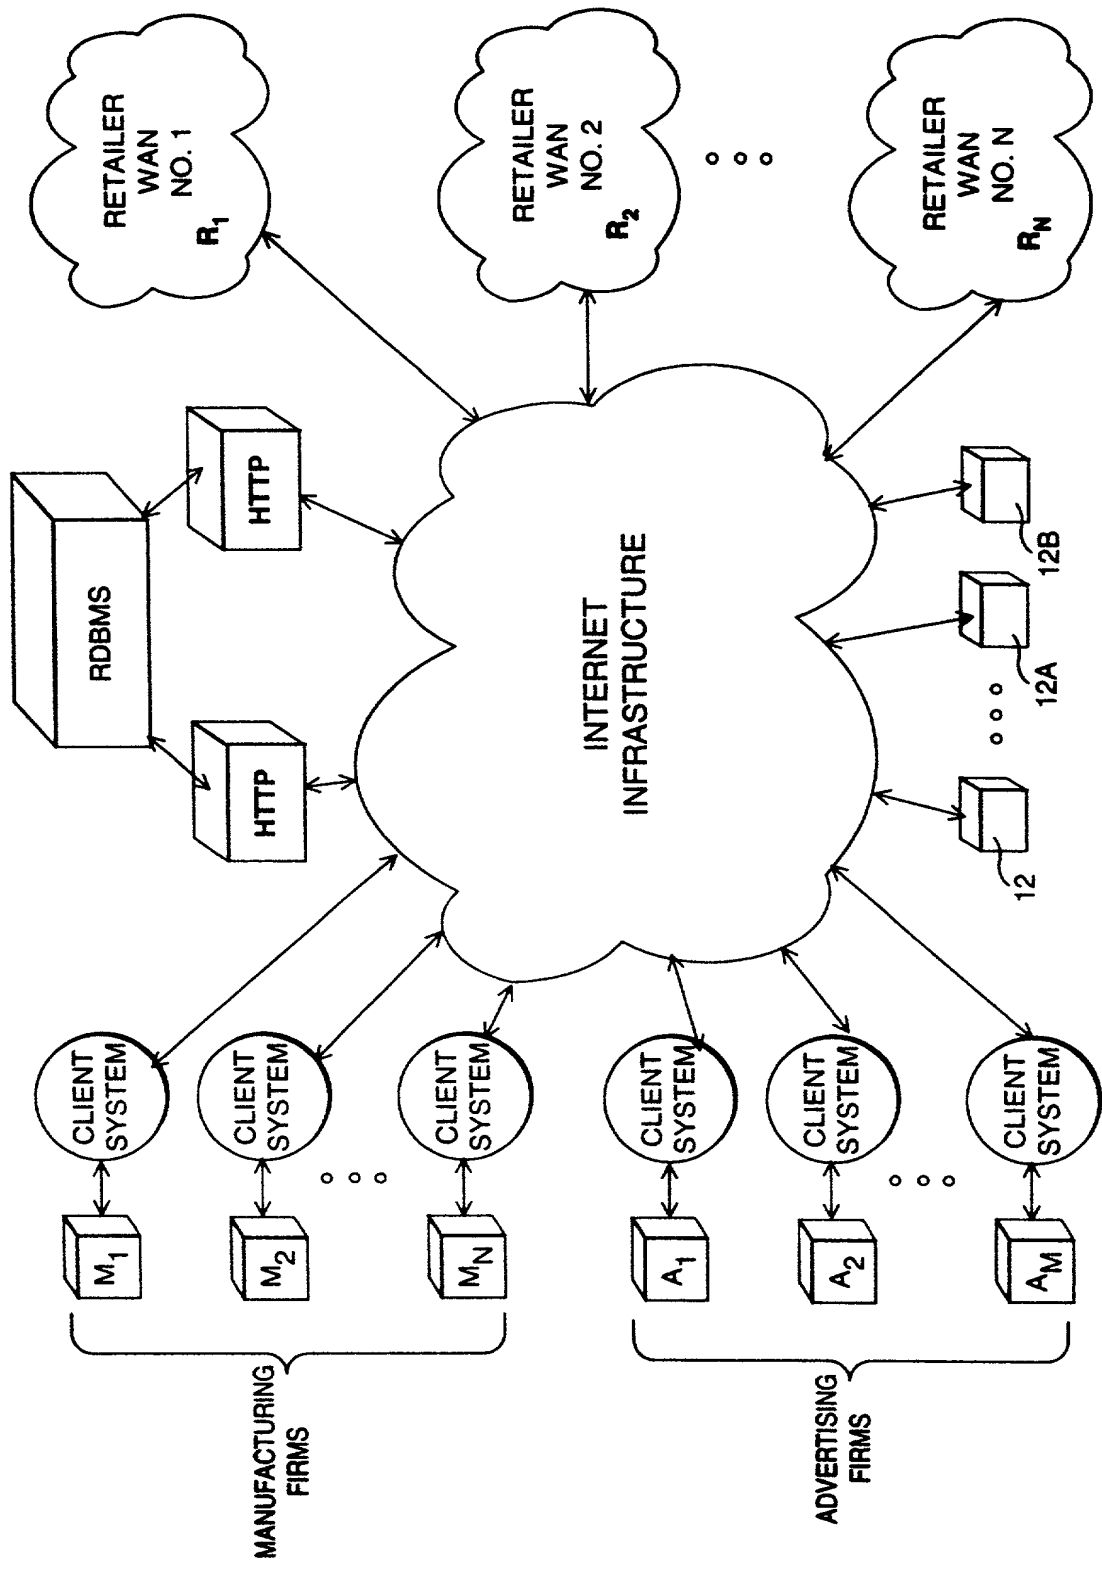 MANUFACTURING
FIRMS
M1
CLIENT
SYSTEM
M2
CLIENT
SYSTEM
MN
CLIENT
SYSTEM
ADVERTISING
FIRMS
A1
CLIENT
SYSTEM
A2
CLIENT
SYSTEM
AM
CLIENT
SYSTEM
RDBMS
HTTP
HTTP
INTERNET
INFRASTRUCTURE
12
12A
12B
RETAILER
WAN
NO. 1
R1
RETAILER
WAN
NO. 2
R2
RETAILER
WAN
NO. N
RN